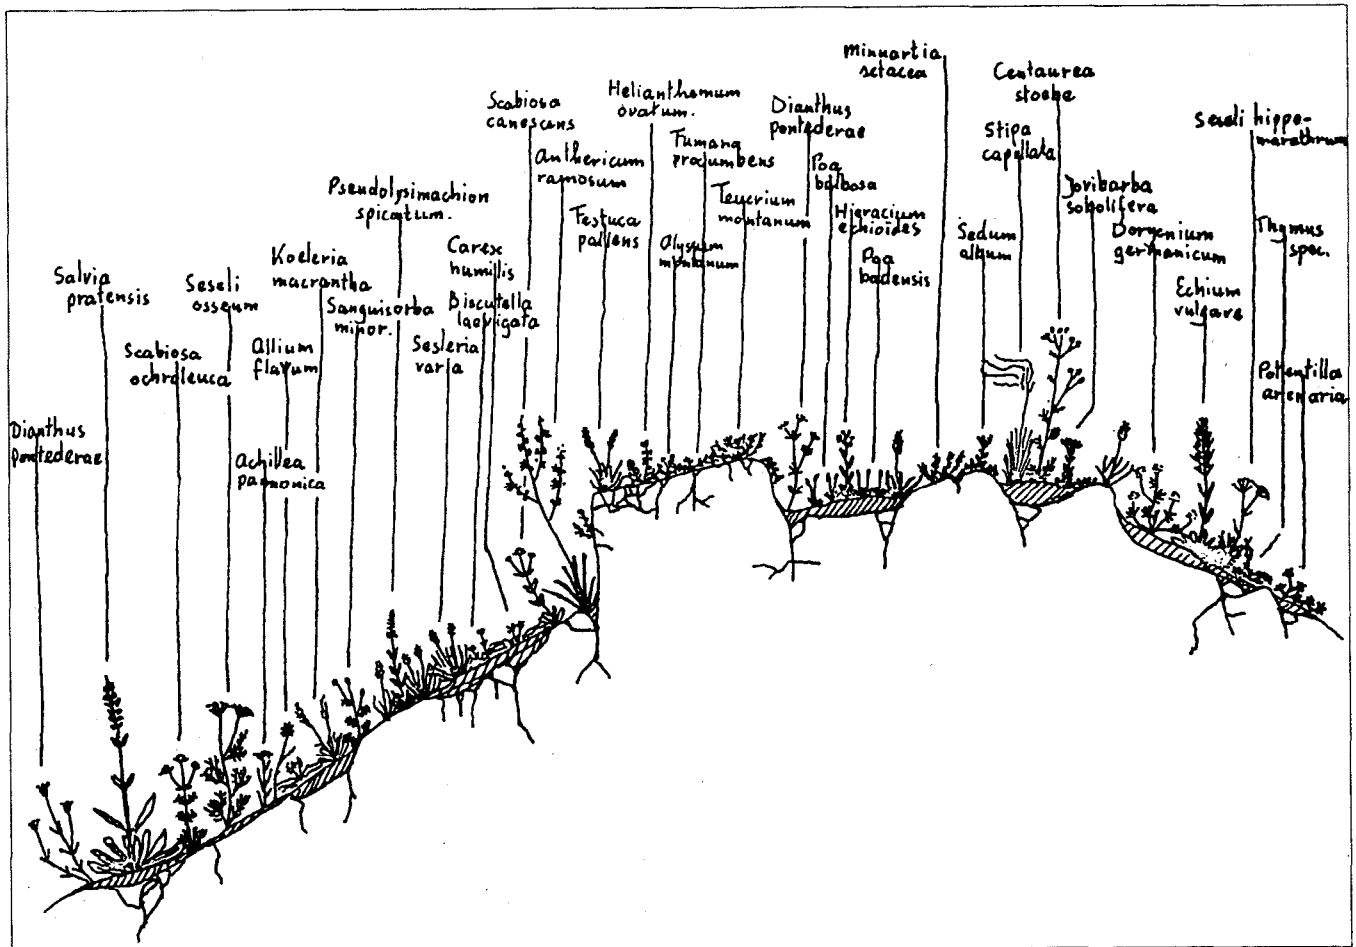 Dianthus
pontederae
Salvia
pratensis
Scabiosa
ochroleuca
Seseli
osseum
Achillea
pannonica
Allium
flavum
Koeleria
macrantha
Sanguisorba
minor.
Pseudolysimachion
spicatum.
Sesleria
varia
Carex
humilis
Biscutella
laevigata
Scabiosa
canescens
Anthericum
ramosum
Festuca
pallens
Helianthemum
ovatum.
Alyssum
montanum
Fumana
procumbens
Teucrium
montanum
Dianthus
pontederae
Poa
bulbosa
Hieracium
echioides
Poa
badensis
Minuartia
setacea
Sedum
album
Stipa
capillata
Centaurea
stoebe
Jovibarba
sobolifera
Dorycnium
germanicum
Echium
vulgare
Seseli hippo-
marathrum
Thymus
spec.
Potentilla
arenaria